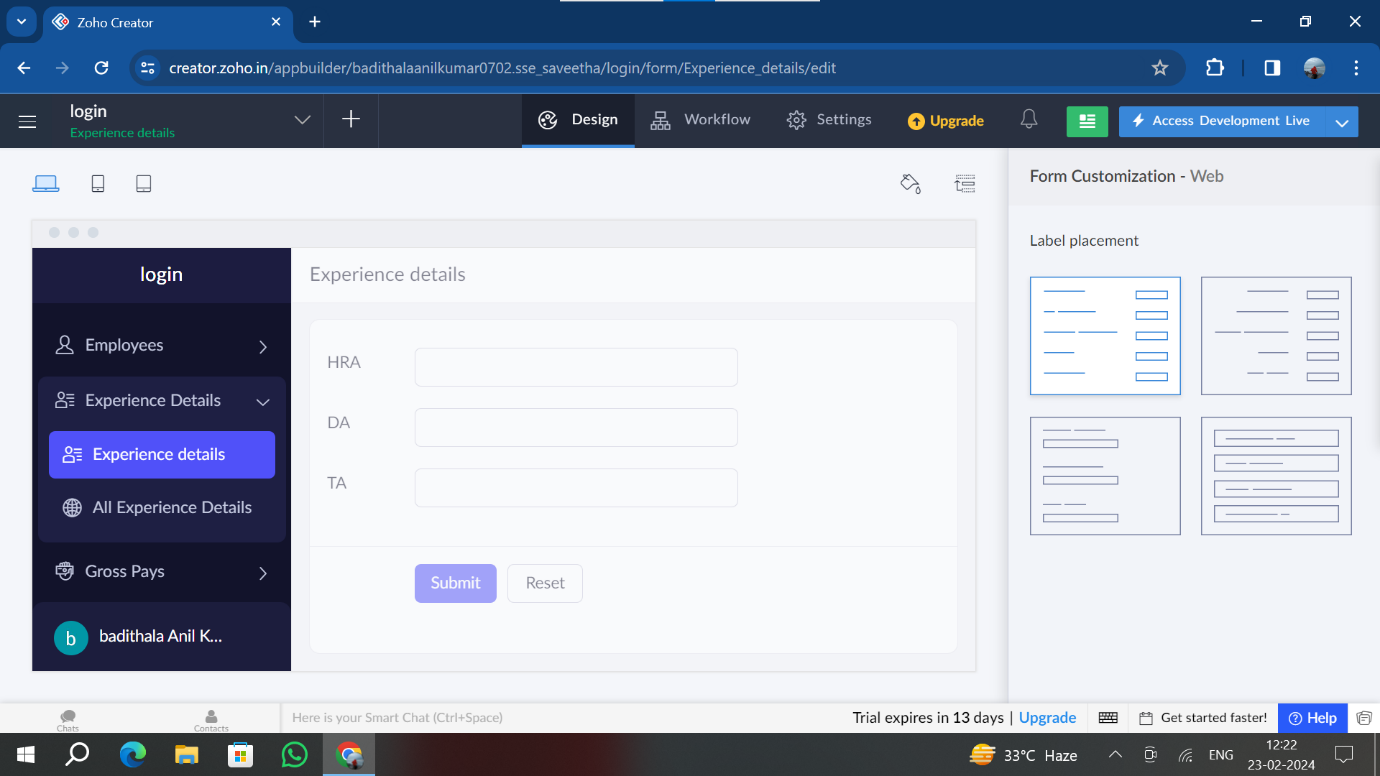 Zoho Creator
creator.zoho.in/appbuilder/badithalaanilkumar0702.sse_saveetha/login/form/Experience_details/edit
login
Experience details
Design
Workflow
Settings
Upgrade
Access Development Live
Form Customization - Web
Label placement
login
Experience details
Employees
Experience Details
Experience details
All Experience Details
Gross Pays
b
badithala Anil K...
HRA
DA
TA
Submit
Reset
Chats
Contacts
Here is your Smart Chat (Ctrl+Space)
Trial expires in 13 days | Upgrade
Get started faster!
Help
33°C Haze
ENG
12:22
23-02-2024